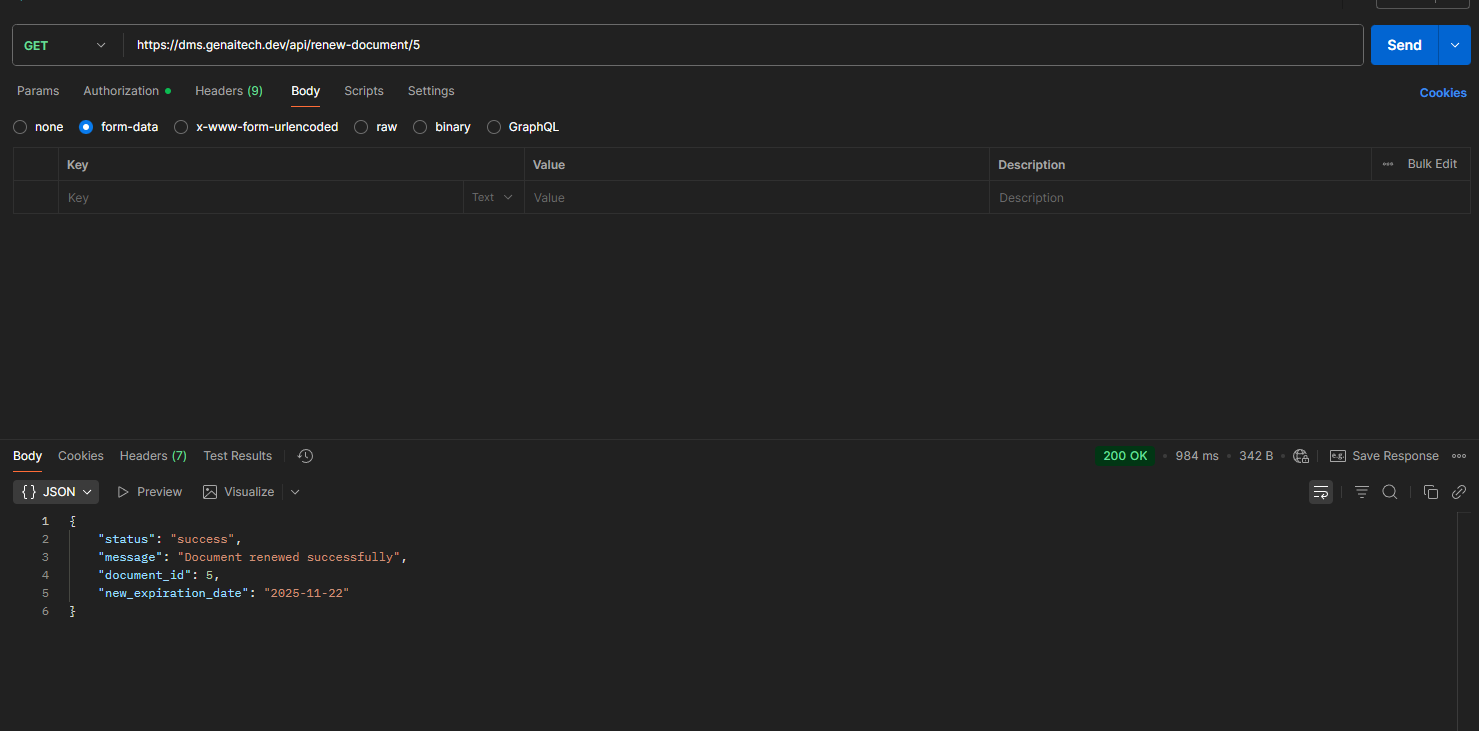 GET https://dms.genaitech.dev/api/renew-document/5 Send
Params Authorization Headers (9) Body Scripts Settings Cookies
none form-data x-www-form-urlencoded raw binary GraphQL
Key Value Description Bulk Edit
Key Text Value Description
Body Cookies Headers (7) Test Results 200 OK 984 ms 342 B e.g. Save Response
{} JSON Preview Visualize
1 {
2 "status": "success",
3 "message": "Document renewed successfully",
4 "document_id": 5,
5 "new_expiration_date": "2025-11-22"
6 }